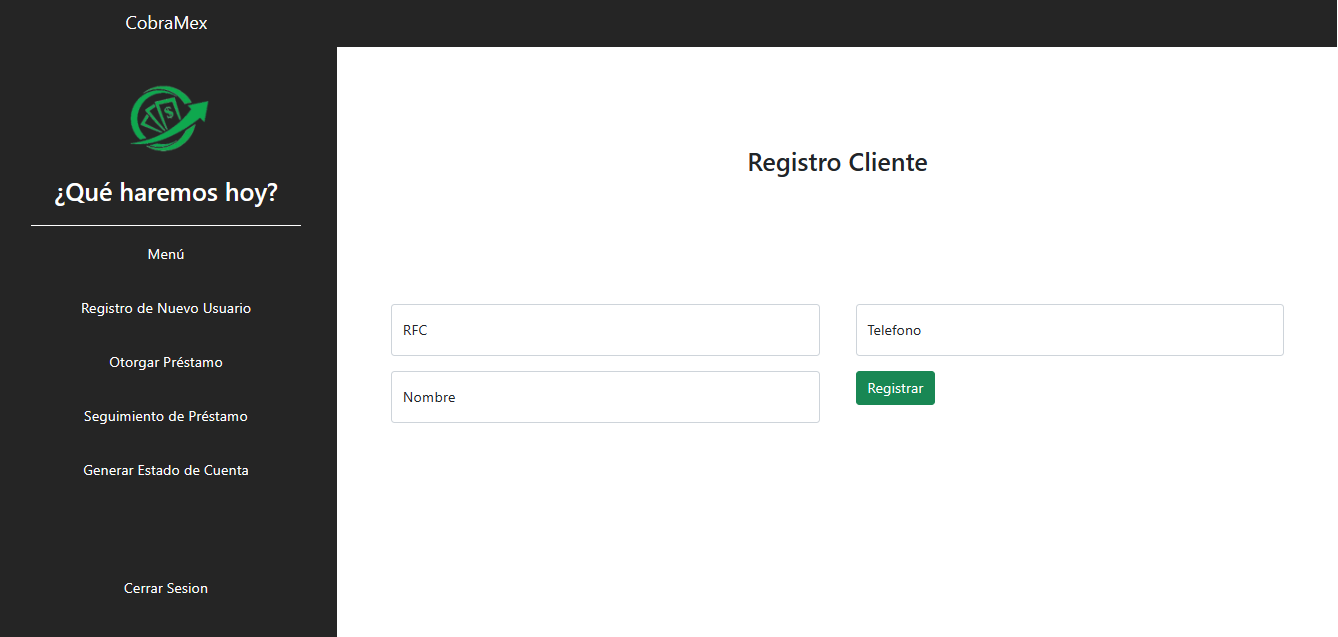 CobraMex
$
¿Qué haremos hoy?
Menú
Registro de Nuevo Usuario
Otorgar Préstamo
Seguimiento de Préstamo
Generar Estado de Cuenta
Cerrar Sesion
Registro Cliente
RFC
Telefono
Nombre
Registrar